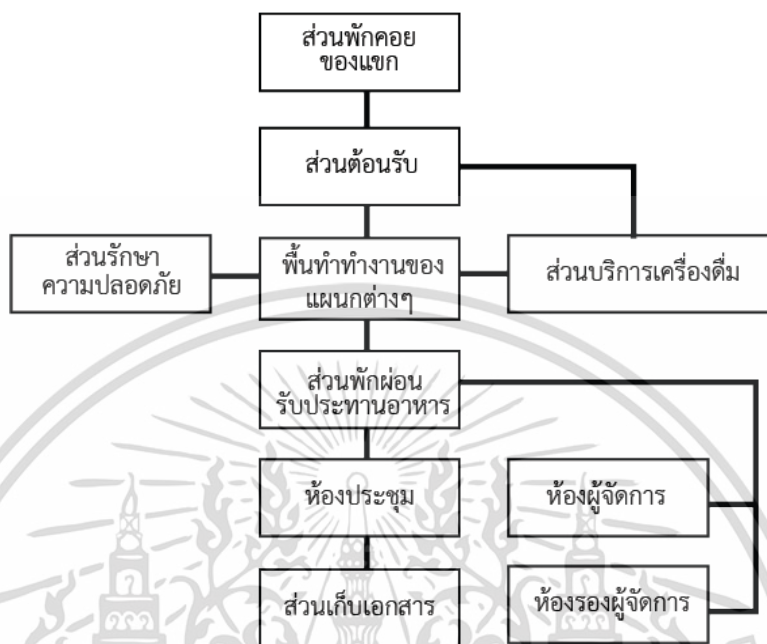 ส่วนพักคอย
ของแขก
ส่วนต้อนรับ
ส่วนรักษา
ความปลอดภัย
พื้นทำทำงานของ
แผนกต่างๆ
ส่วนบริการเครื่องดื่ม
ส่วนพักผ่อน
รับประทานอาหาร
ห้องประชุม
ห้องผู้จัดการ
ส่วนเก็บเอกสาร
ห้องรองผู้จัดการ